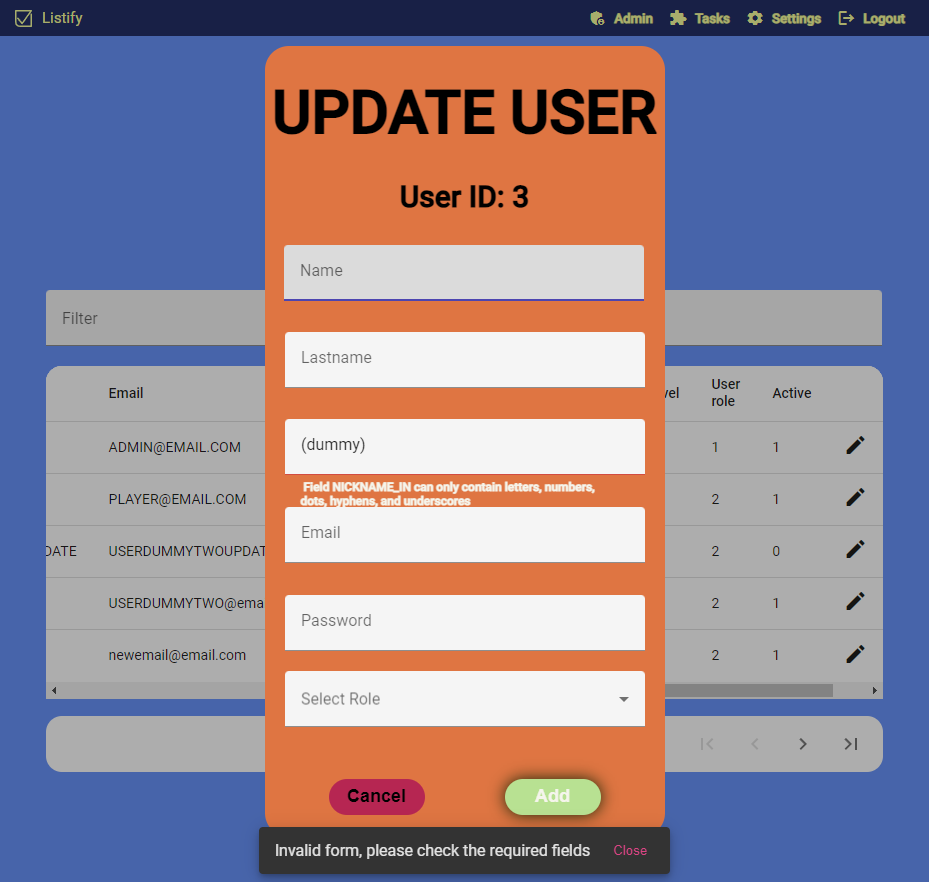 Listify
Admin
Tasks
Settings
Logout
UPDATE USER
User ID: 3
Name
Filter
Lastname
Email
User
role
Active
(dummy)
ADMIN@EMAIL.COM
1
1
Field NICKNAME_IN can only contain letters, numbers,
dots, hyphens, and underscores
PLAYER@EMAIL.COM
2
1
Email
DATE
USERDUMMYTWOUPDAT
2
0
USERDUMMYTWO@ema
2
1
Password
newemail@email.com
2
1
Select Role
Cancel
Add
Invalid form, please check the required fields
Close